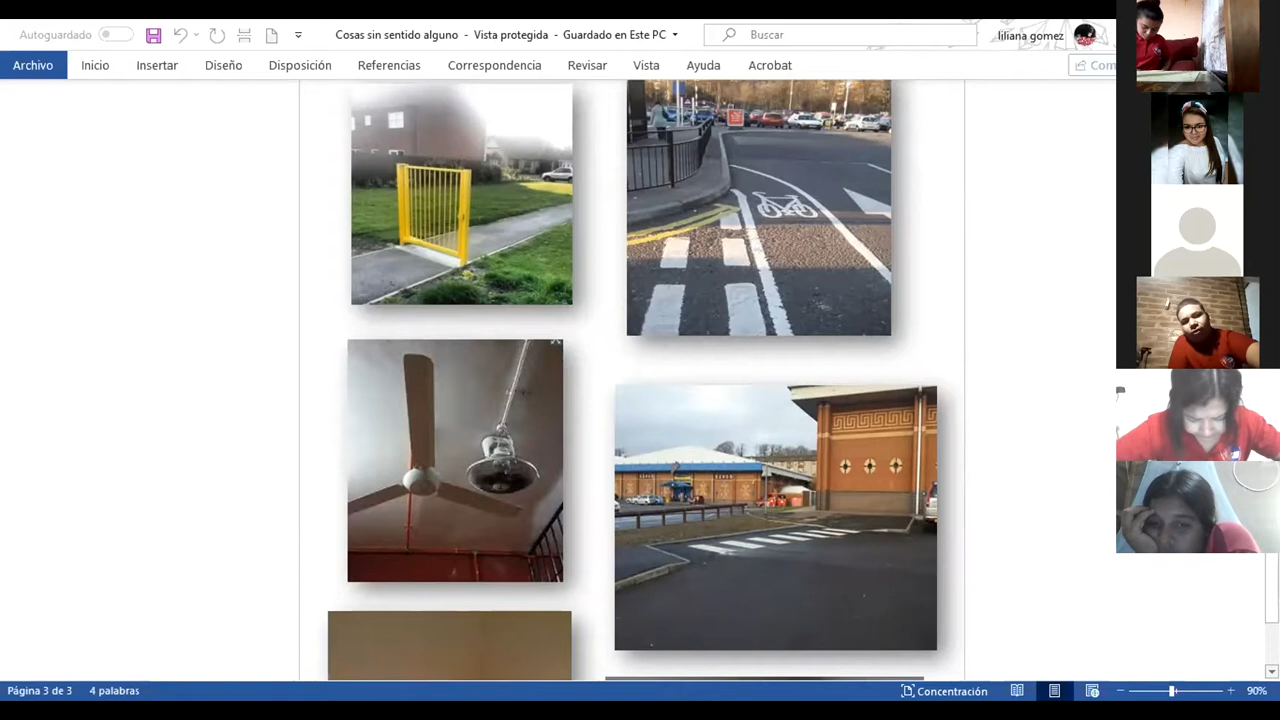 Autoguardado
Cosas sin sentido alguno - Vista protegida - Guardado en Este PC
Buscar
liliana gomez
Archivo Inicio Insertar Diseño Disposición Referencias Correspondencia Revisar Vista Ayuda Acrobat Com
Página 3 de 3 4 palabras Concentración 90%